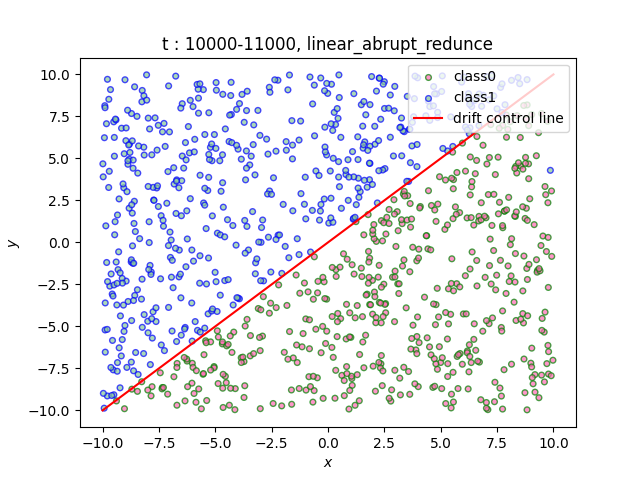 t : 10000-11000, linear_abrupt_redunce
class0
class1
drift control line
10.0
7.5
5.0
2.5
0.0
−2.5
−5.0
−7.5
−10.0
y
−10.0 −7.5 −5.0 −2.5 0.0 2.5 5.0 7.5 10.0
x